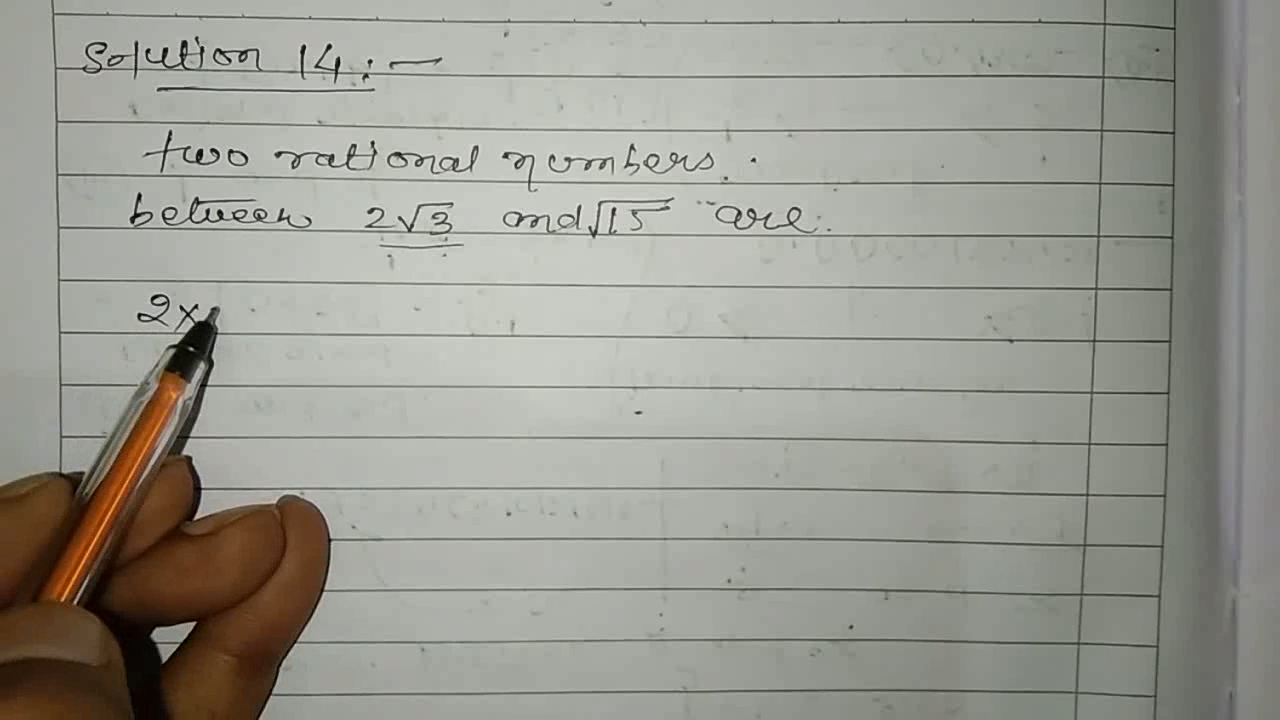 Solution 14:-
two rational numbers.
between 2√3 and √15 are.
2×